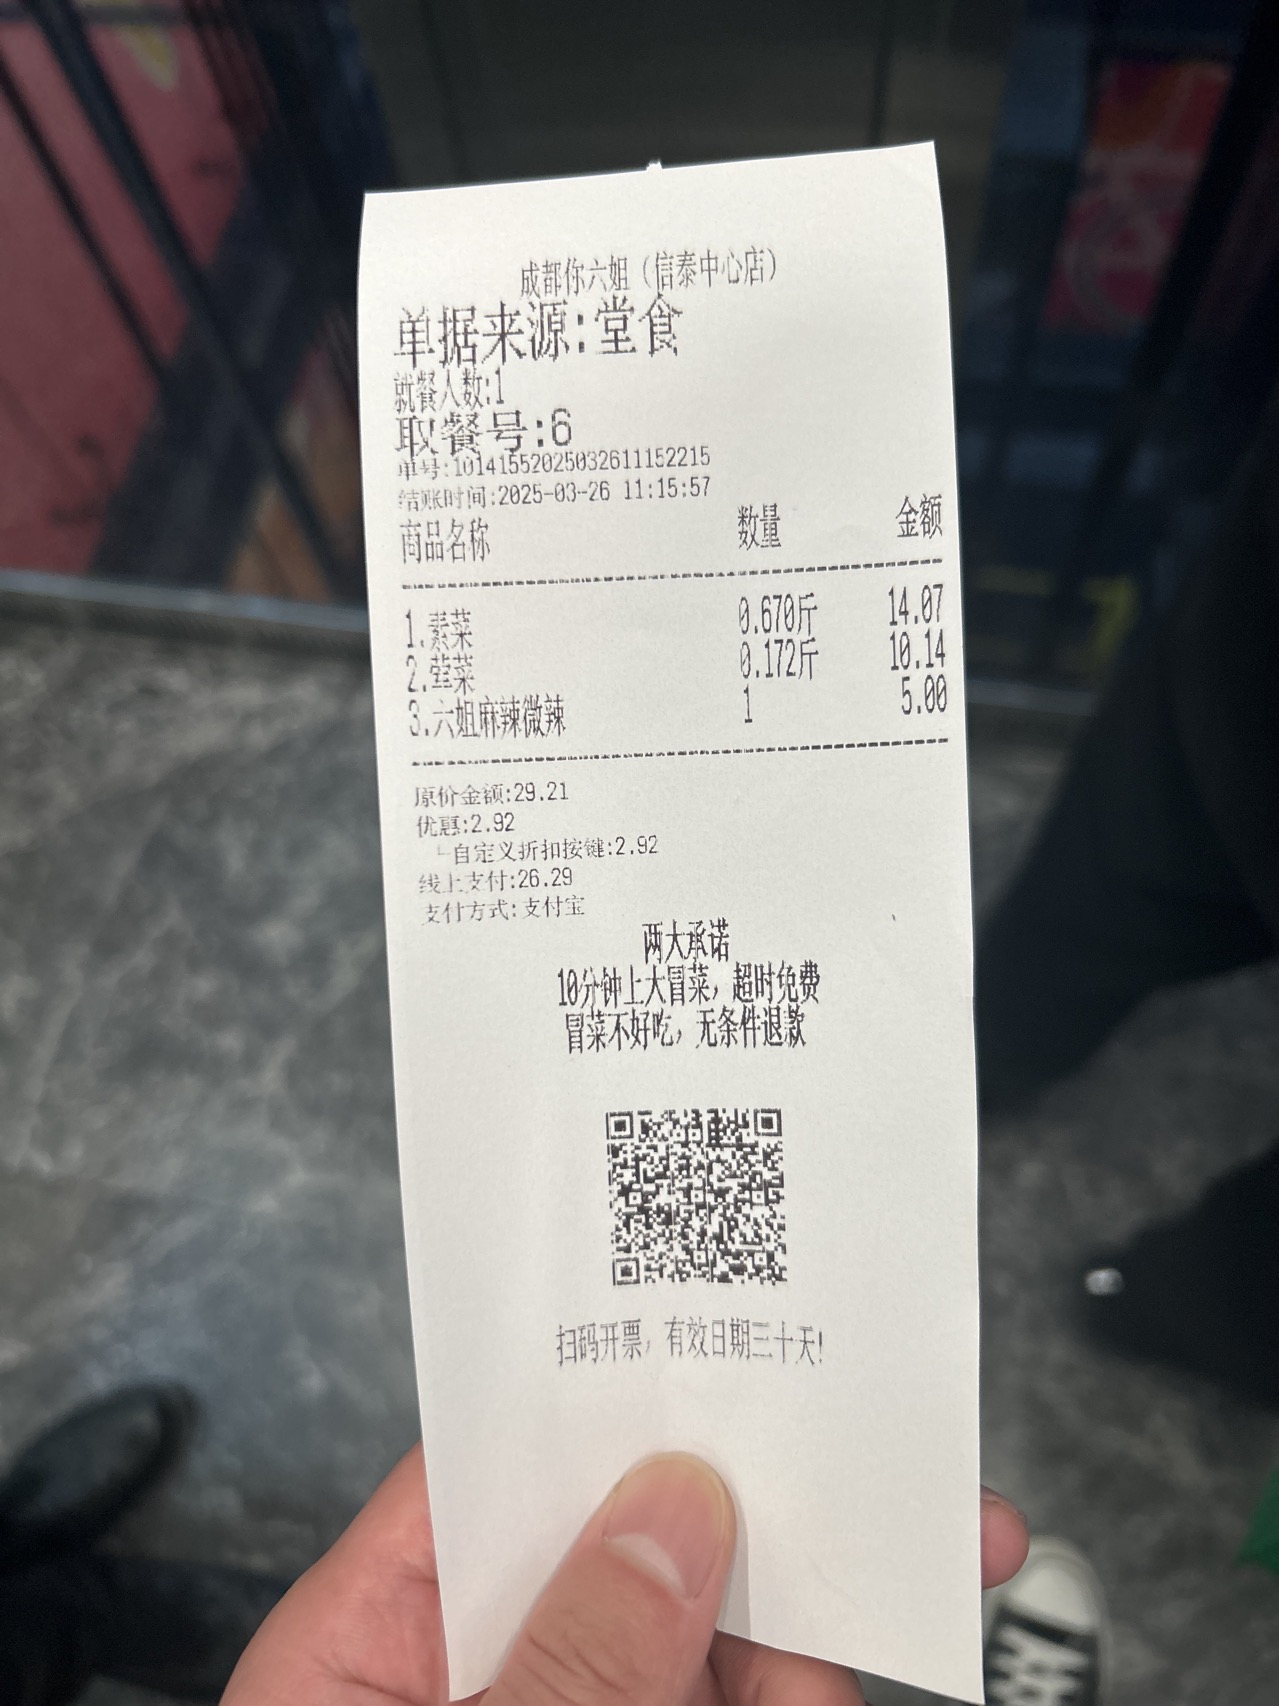 成都你六姐（信泰中心店）
单据来源:堂食
就餐人数:1
取餐号:6
单号:10141552025032611152215
结账时间:2025-03-26 11:15:57
商品名称 数量 金额
1.素菜 0.670斤 14.07
2.荤菜 0.172斤 10.14
3.六姐麻辣微辣 1 5.00
原价金额:29.21
优惠:2.92
└自定义折扣按键:2.92
线上支付:26.29
支付方式:支付宝
两大承诺
10分钟上大冒菜，超时免费
冒菜不好吃，无条件退款
扫码开票，有效日期三十天!